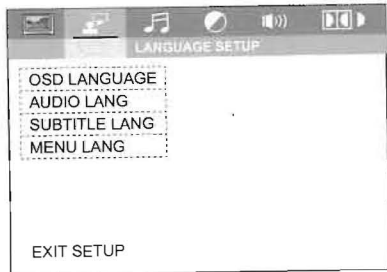 LANGUAGE SETUP
OSD LANGUAGE
AUDIO LANG
SUBTITLE LANG
MENU LANG
EXIT SETUP